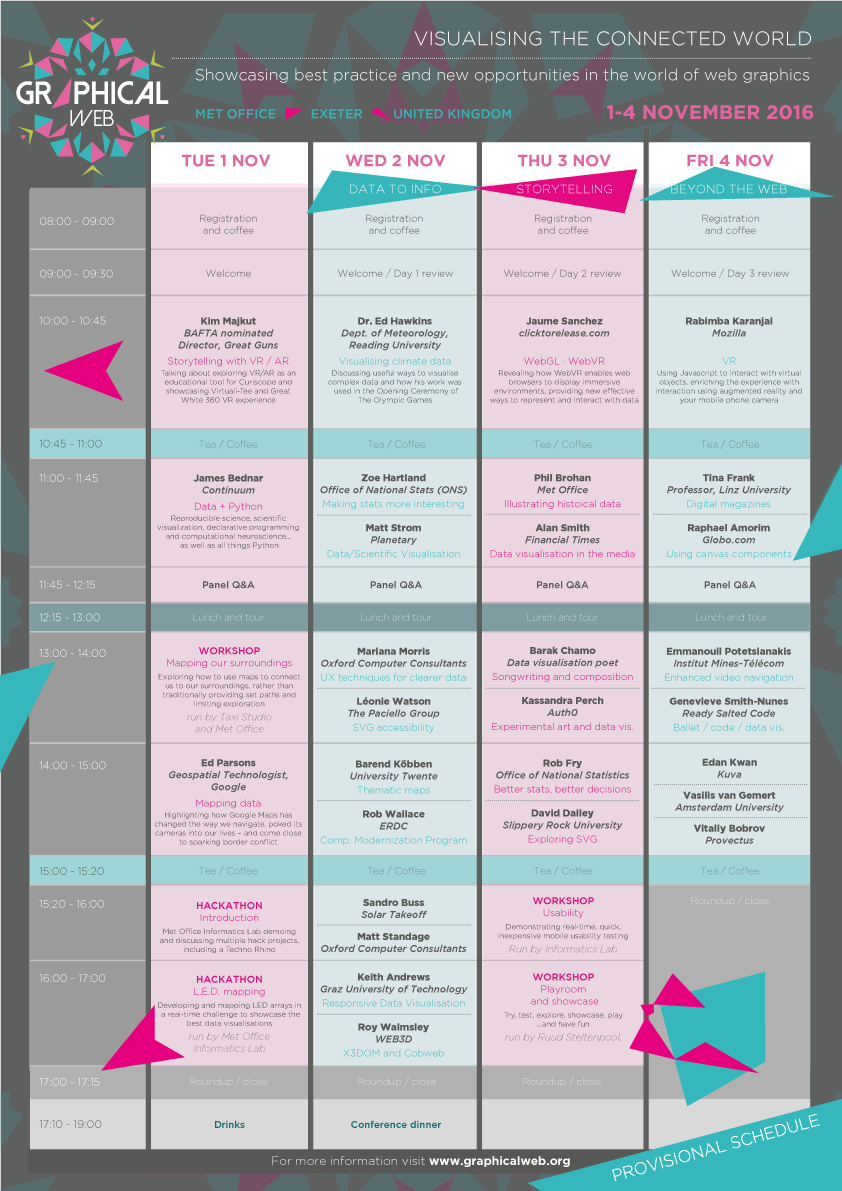 GRAPHICAL
WEB
VISUALISING THE CONNECTED WORLD
Showcasing best practice and new opportunities in the world of web graphics
MET OFFICE EXETER UNITED KINGDOM
1-4 NOVEMBER 2016
TUE 1 NOV
WED 2 NOV
THU 3 NOV
FRI 4 NOV
DATA TO INFO
STORYTELLING
BEYOND THE WEB
08:00 - 09:00
Registration
and coffee
Registration
and coffee
Registration
and coffee
Registration
and coffee
09:00 - 09:30
Welcome
Welcome / Day 1 review
Welcome / Day 2 review
Welcome / Day 3 review
10:00 - 10:45
Kim Majkut
BAFTA nominated
Director, Great Guns
Storytelling with VR / AR
Talking about exploring VR/AR as an
educational tool for Curiscope and
showcasing Virtuali-Tee and Great
White 360 VR experience
Dr. Ed Hawkins
Dept. of Meteorology,
Reading University
Visualising climate data
Discussing useful ways to visualise
complex data and how his work was
used in the Opening Ceremony of
The Olympic Games
Jaume Sanchez
clicktorelease.com
WebGL - WebVR
Revealing how WebVR enables web
browsers to display immersive
environments, providing new effective
ways to represent and interact with data
Rabimba Karanjai
Mozilla
VR
Using Javascript to interact with virtual
objects, enriching the experience with
interaction using augmented reality and
your mobile phone camera
10:45 - 11:00
Tea / Coffee
Tea / Coffee
Tea / Coffee
Tea / Coffee
11:00 - 11:45
James Bednar
Continuum
Data + Python
Reproducible science, scientific
visualization, declarative programming
and computational neuroscience...
as well as all things Python
Zoe Hartland
Office of National Stats (ONS)
Making stats more interesting
Matt Strom
Planetary
Data/Scientific Visualisation
Phil Brohan
Met Office
Illustrating histoical data
Alan Smith
Financial Times
Data visualisation in the media
Tina Frank
Professor, Linz University
Digital magazines
Raphael Amorim
Globo.com
Using canvas components
11:45 - 12:15
Panel Q&A
Panel Q&A
Panel Q&A
Panel Q&A
12:15 - 13:00
Lunch and tour
Lunch and tour
Lunch and tour
Lunch and tour
13:00 - 14:00
WORKSHOP
Mapping our surroundings
Exploring how to use maps to connect
us to our surroundings, rather than
traditionally providing set paths and
limiting exploration
run by Taxi Studio
and Met Office
Mariana Morris
Oxford Computer Consultants
UX techniques for clearer data
Léonie Watson
The Paciello Group
SVG accessibility
Barak Chamo
Data visualisation poet
Songwriting and composition
Kassandra Perch
Auth0
Experimental art and data vis.
Emmanouil Potetsianakis
Institut Mines-Télécom
Enhanced video navigation
Genevieve Smith-Nunes
Ready Salted Code
Ballet / code / data vis.
14:00 - 15:00
Ed Parsons
Geospatial Technologist,
Google
Mapping data
Highlighting how Google Maps has
changed the way we navigate, poked its
cameras into our lives – and come close
to sparking border conflict
Barend Köbben
University Twente
Thematic maps
Rob Wallace
ERDC
Comp. Modernization Program
Rob Fry
Office of National Statistics
Better stats, better decisions
David Dailey
Slippery Rock University
Exploring SVG
Edan Kwan
Kuva
Vasilis van Gemert
Amsterdam University
Vitaliy Bobrov
Provectus
15:00 - 15:20
Tea / Coffee
Tea / Coffee
Tea / Coffee
Tea / Coffee
15:20 - 16:00
HACKATHON
Introduction
Met Office Informatics Lab demoing
and discussing multiple hack projects,
including a Techno Rhino
Sandro Buss
Solar Takeoff
Matt Standage
Oxford Computer Consultants
WORKSHOP
Usability
Demonstrating real-time, quick,
inexpensive mobile usability testing
Run by Informatics Lab
Roundup / close
16:00 - 17:00
HACKATHON
L.E.D. mapping
Developing and mapping LED arrays in
a real-time challenge to showcase the
best data visualisations
run by Met Office
Informatics Lab
Keith Andrews
Graz University of Technology
Responsive Data Visualisation
Roy Walmsley
WEB3D
X3DOM and Cobweb
WORKSHOP
Playroom
and showcase
Try, test, explore, showcase, play
...and have fun
run by Ruud Steltenpool,
17:00 - 17:15
Roundup / close
Roundup / close
Roundup / close
17:10 - 19:00
Drinks
Conference dinner
For more information visit www.graphicalweb.org
PROVISIONAL SCHEDULE